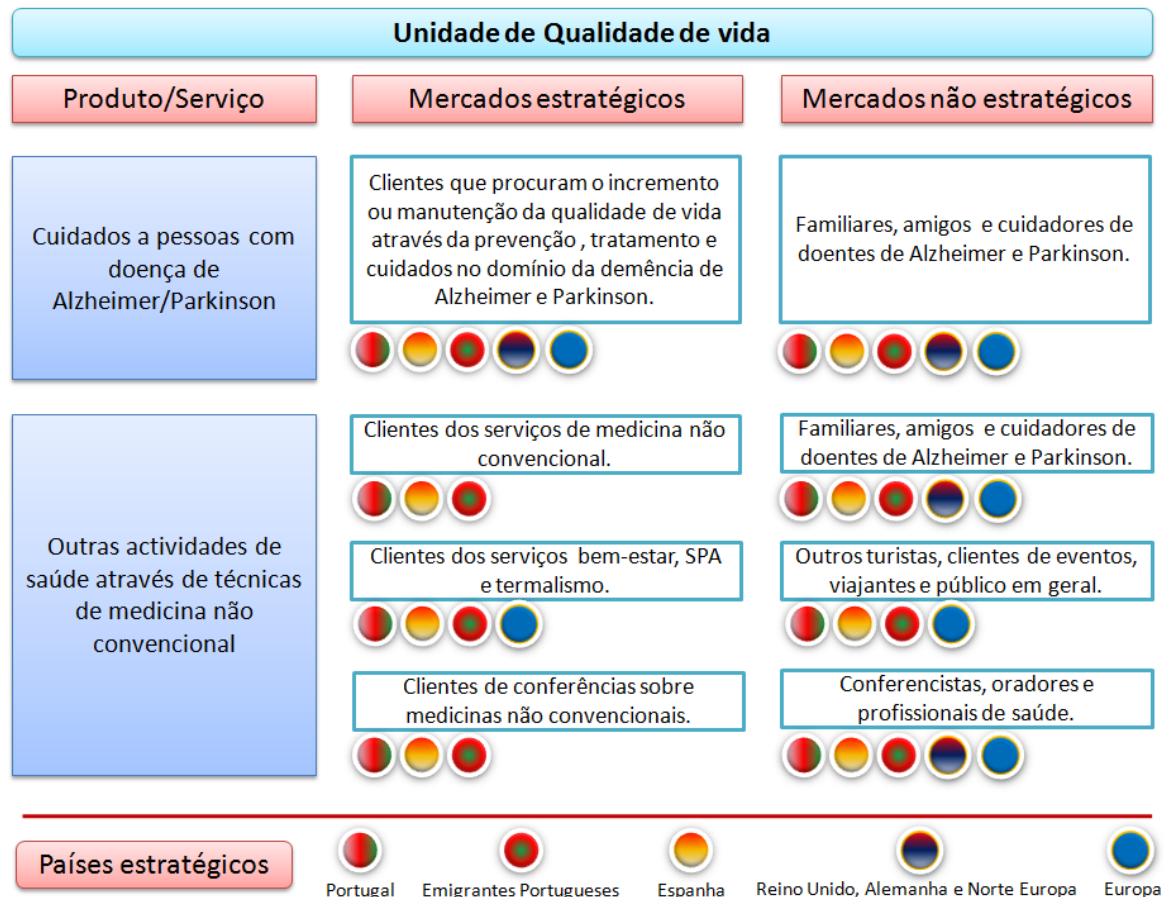 Unidade de Qualidade de vida
Produto/Serviço
Mercados estratégicos
Mercados não estratégicos
Cuidados a pessoas com
doença de
Alzheimer/Parkinson
Clientes que procuram o incremento
ou manutenção da qualidade de vida
através da prevenção , tratamento e
cuidados no domínio da demência de
Alzheimer e Parkinson.
Familiares, amigos e cuidadores de
doentes de Alzheimer e Parkinson.
Outras actividades de
saúde através de técnicas
de medicina não
convencional
Clientes dos serviços de medicina não
convencional.
Familiares, amigos e cuidadores de
doentes de Alzheimer e Parkinson.
Clientes dos serviços bem-estar, SPA
e termalismo.
Outros turistas, clientes de eventos,
viajantes e público em geral.
Clientes de conferências sobre
medicinas não convencionais.
Conferencistas, oradores e
profissionais de saúde.
Países estratégicos
Portugal
Emigrantes Portugueses
Espanha
Reino Unido, Alemanha e Norte Europa
Europa